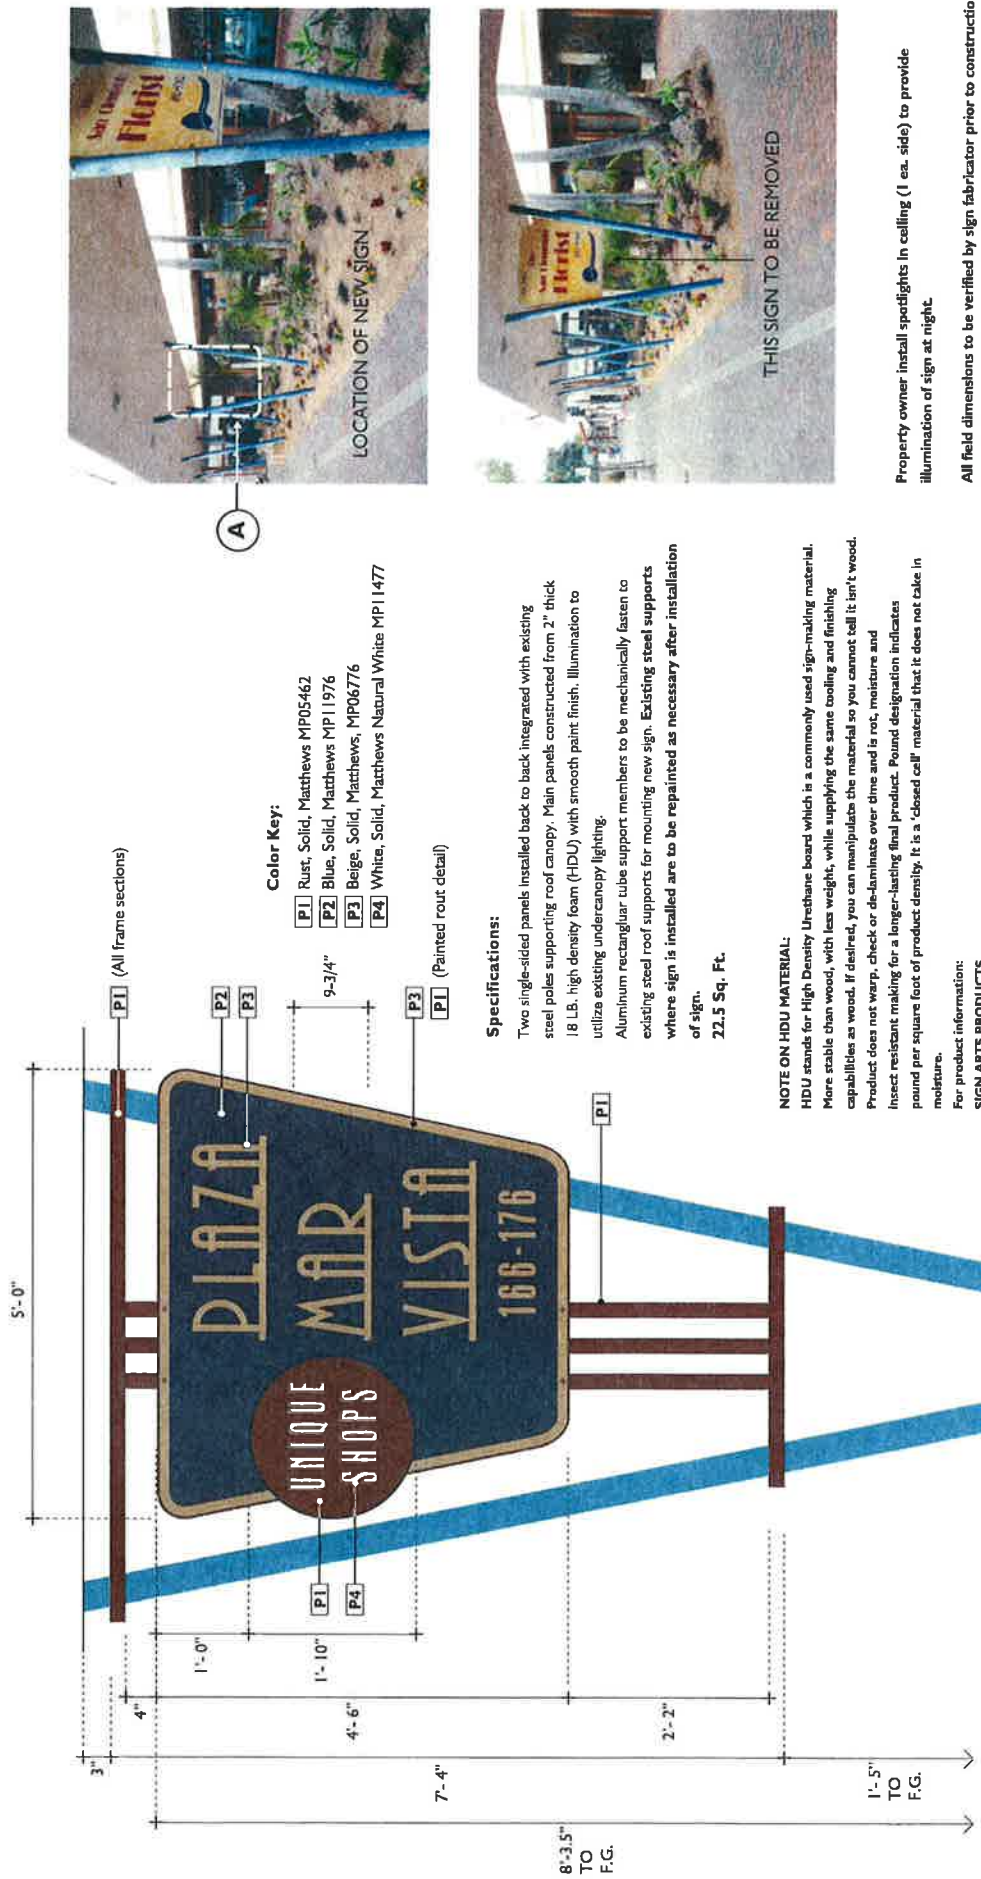 5'- 0"
3"
4"
1'- 0"
1'- 10"
4'- 6"
2'- 2"
7'- 4"
8'-3.5"
TO
F.G.
1'- 5"
TO
F.G.
P1 (All frame sections)
P2
P3
9-3/4"
P3
P1 (Painted rout detail)
P1
P1
P4
PLAZA
MAR
VISTA
166-176
UNIQUE
SHOPS
Color Key:
P1 Rust, Solid, Matthews MP05462
P2 Blue, Solid, Matthews MP11976
P3 Beige, Solid, Matthews, MP06776
P4 White, Solid, Matthews Natural White MP11477
Specifications:
Two single-sided panels installed back to back integrated with existing
steel poles supporting roof canopy. Main panels constructed from 2" thick
18 LB. high density foam (HDU) with smooth paint finish. Illumination to
utilize existing undercanopy lighting.
Aluminum rectangluar tube support members to be mechanically fasten to
existing steel roof supports for mounting new sign. Existing steel supports
where sign is installed are to be repainted as necessary after installation
of sign.
22.5 Sq. Ft.
NOTE ON HDU MATERIAL:
HDU stands for High Density Urethane board which is a commonly used sign-making material.
More stable than wood, with less weight, while supplying the same tooling and finishing
capabilities as wood. If desired, you can manipulate the material so you cannot tell it isn't wood.
Product does not warp, check or de-laminate over time and is rot, moisture and
insect resistant making for a longer-lasting final product. Pound designation indicates
pound per square foot of product density. It is a 'closed cell' material that it does not take in
moisture.
For product information:
SIGN ARTS PRODUCTS
A
San Clemente
Florist
LOCATION OF NEW SIGN
San Clemente
Florist
THIS SIGN TO BE REMOVED
Property owner install spotlights in celling (1 ea. side) to provide
illumination of sign at night.
All field dimensions to be verified by sign fabricator prior to constructio